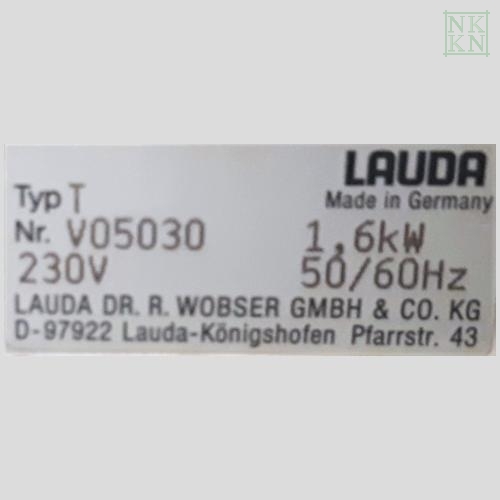 NK
KN
LAUDA
Typ T Made in Germany
Nr. V05030 1,6kW
230V 50/60Hz
LAUDA DR. R. WOBSER GMBH & CO. KG
D-97922 Lauda-Königshofen Pfarrstr. 43